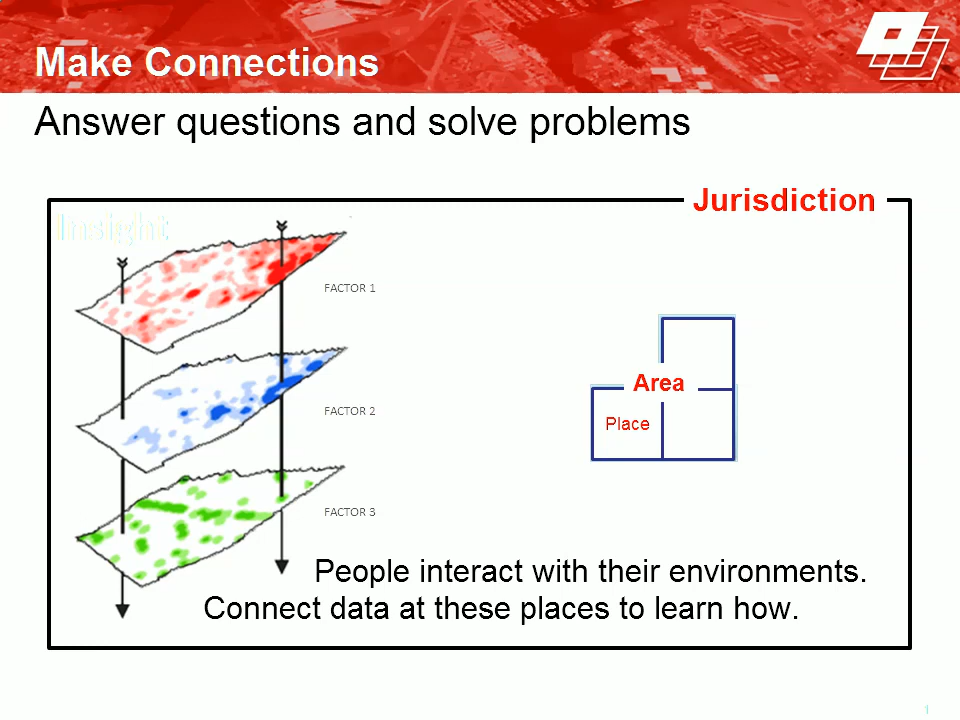 Make Connections
Answer questions and solve problems
Jurisdiction
Insight
FACTOR 1
FACTOR 2
FACTOR 3
Area
Place
People interact with their environments.
Connect data at these places to learn how.
1